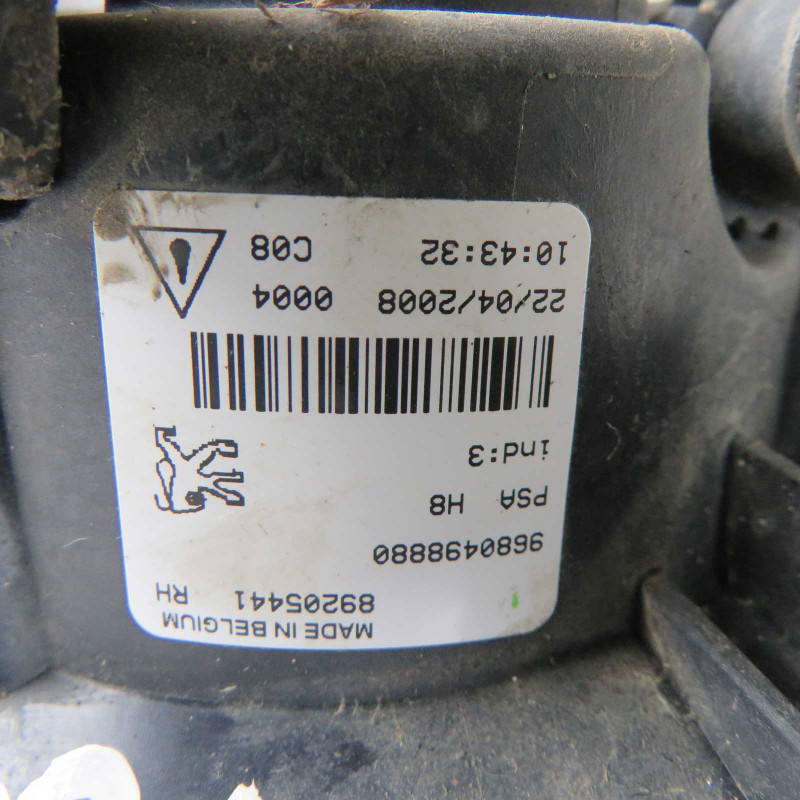 MADE IN BELGIUM
89205441 RH
9680498880
PSA H8
ind:3
22/04/2008 0004
10:43:32 C08